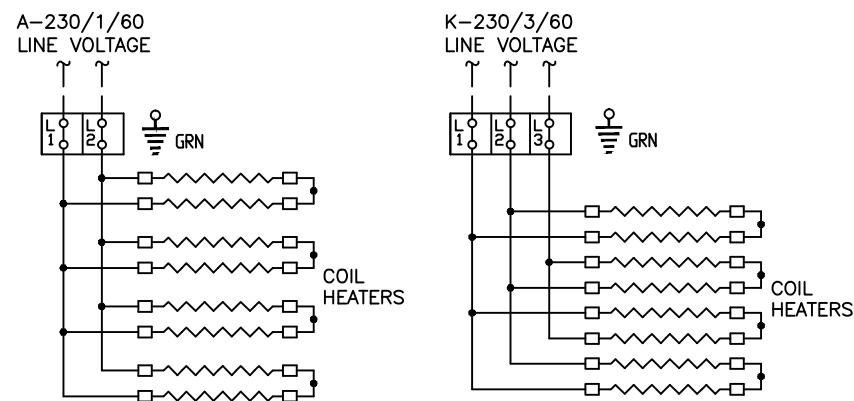 A-230/1/60
LINE VOLTAGE
L1
L2
GRN
COIL
HEATERS
K-230/3/60
LINE VOLTAGE
L1
L2
L3
GRN
COIL
HEATERS